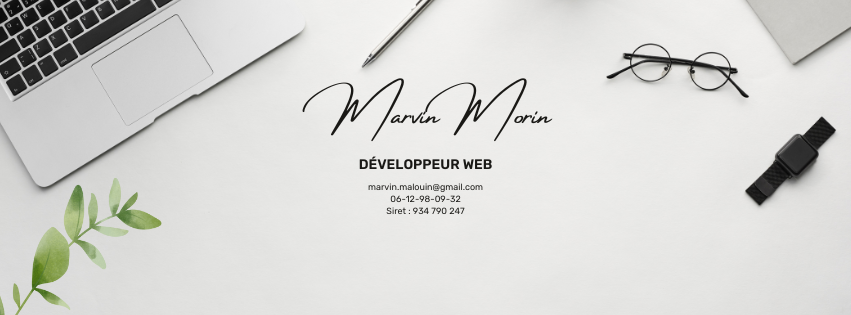 Marvin Morin
DÉVELOPPEUR WEB
marvin.malouin@gmail.com
06-12-98-09-32
Siret : 934 790 247